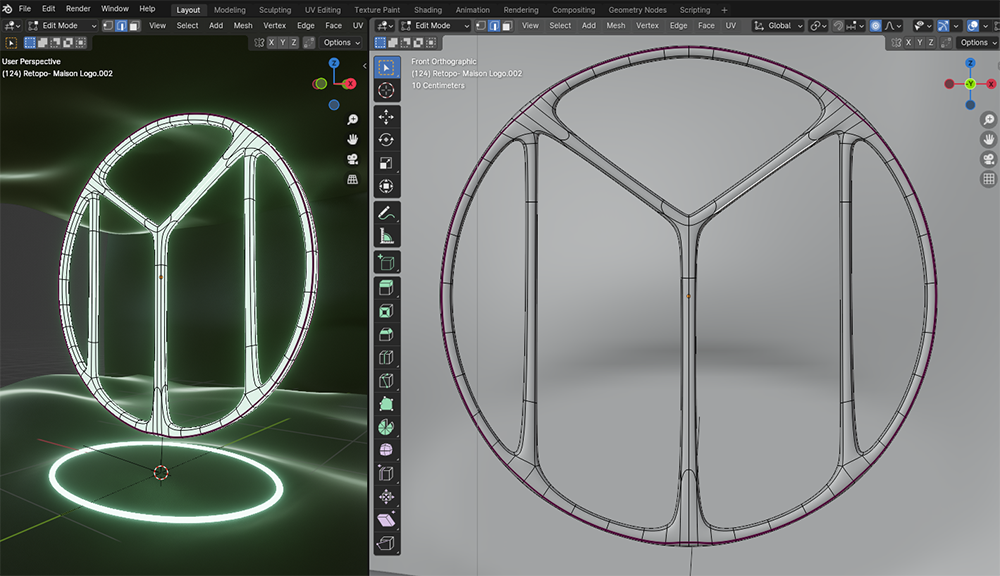 File Edit Render Window Help Layout Modeling Sculpting UV Editing Texture Paint Shading Animation Rendering Compositing Geometry Nodes Scripting +
Edit Mode View Select Add Mesh Vertex Edge Face UV
Edit Mode View Select Add Mesh Vertex Edge Face UV Global
X Y Z Options
X Y Z Options
User Perspective
(124) Retopo- Maison Logo.002
Z
X
Front Orthographic
(124) Retopo- Maison Logo.002
10 Centimeters
Z
-Y
X